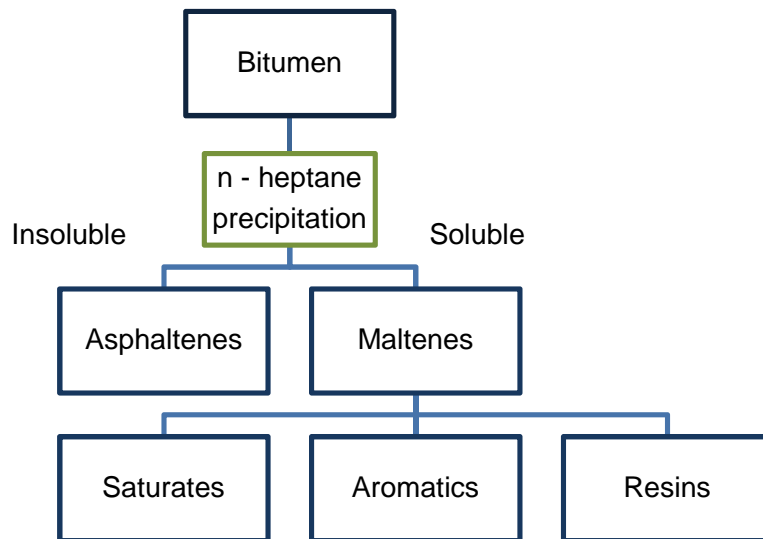 Bitumen
n - heptane
precipitation
Insoluble
Soluble
Asphaltenes
Maltenes
Saturates
Aromatics
Resins